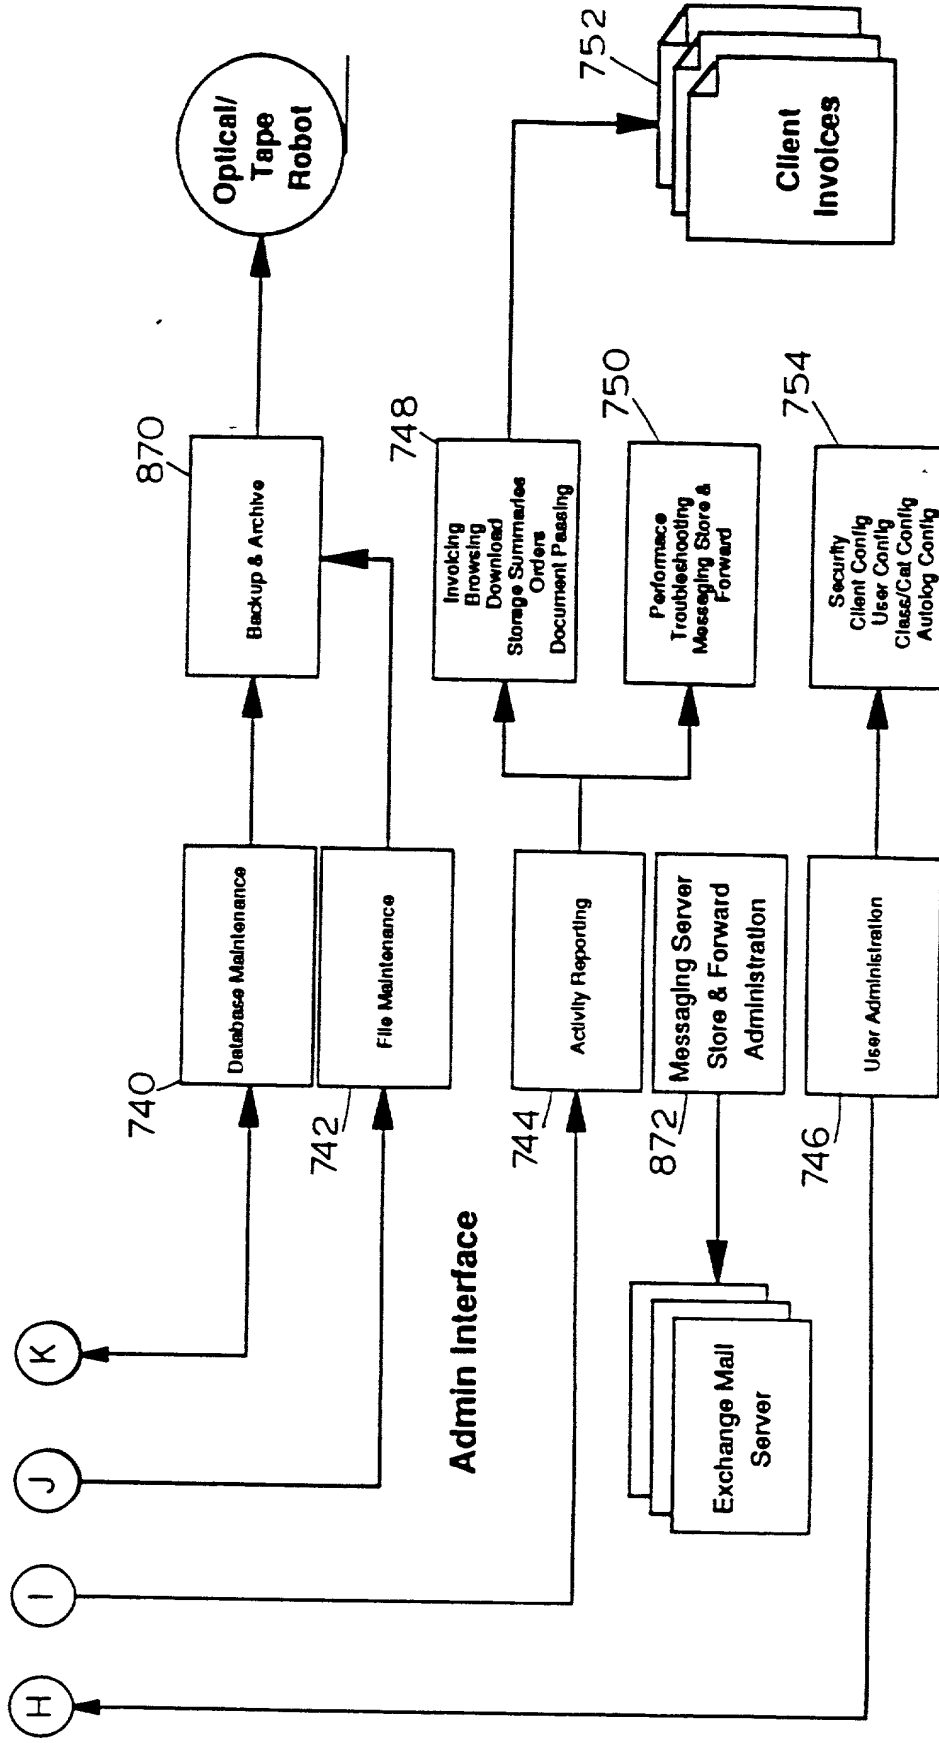 H
I
J
K
Admin Interface
740
Database Maintenance
742
File Maintenance
870
Backup & Archive
Optical/
Tape
Robot
744
Activity Reporting
748
Invoicing
Browsing
Download
Storage Summaries
Orders
Document Passing
750
Performace
Troubleshooting
Messaging Store &
Forward
752
Client
Invoices
872
Messaging Server
Store & Forward
Administration
Exchange Mail
Server
746
User Administration
754
Security
Client Config
User Config
Class/Cat Config
Autolog Config